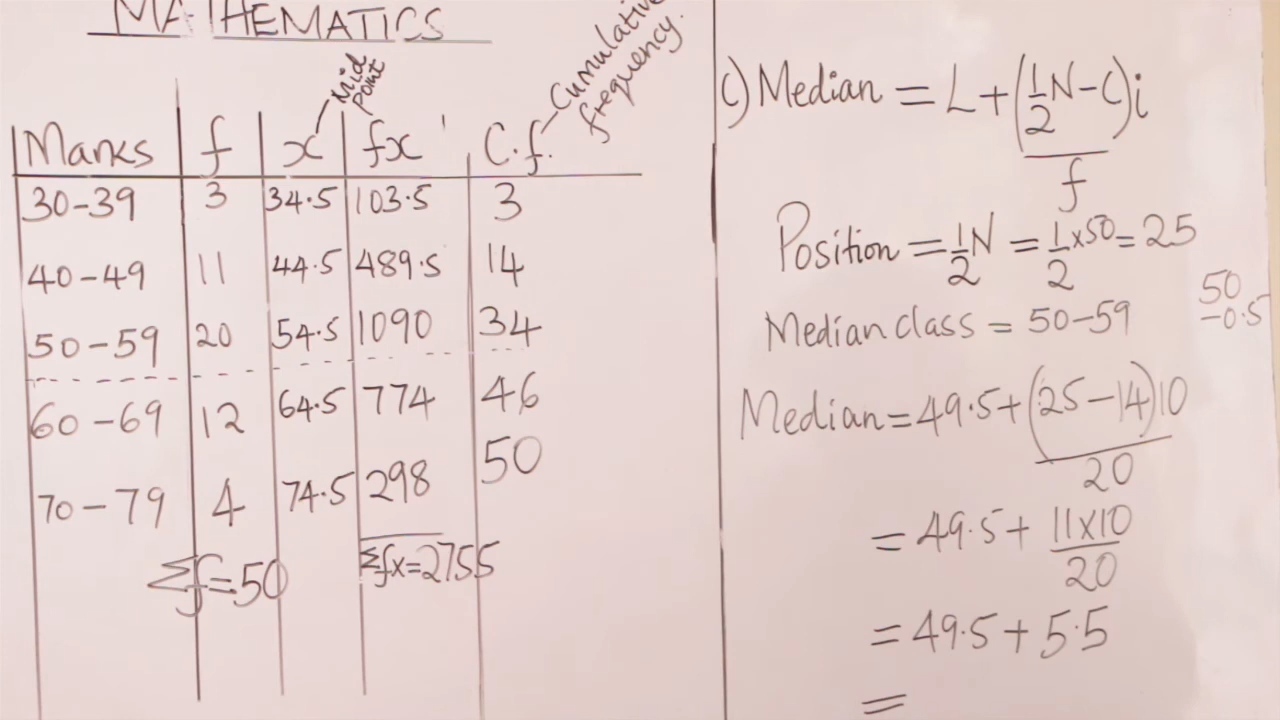 MATHEMATICS
Mid point
Cumulative frequency.
Marks f x fx C.f.
30-39 3 34.5 103.5 3
40-49 11 44.5 489.5 14
50-59 20 54.5 1090 34
60-69 12 64.5 774 46
70-79 4 74.5 298 50
Σf=50 Σfx=2755
c) Median = L+(1/2N-C)i/f
Position = 1/2N = 1/2×50=25
Median class = 50-59
50
-0.5
Median=49.5+(25-14)10/20
= 49.5+ 11×10/20
= 49.5+5.5
=